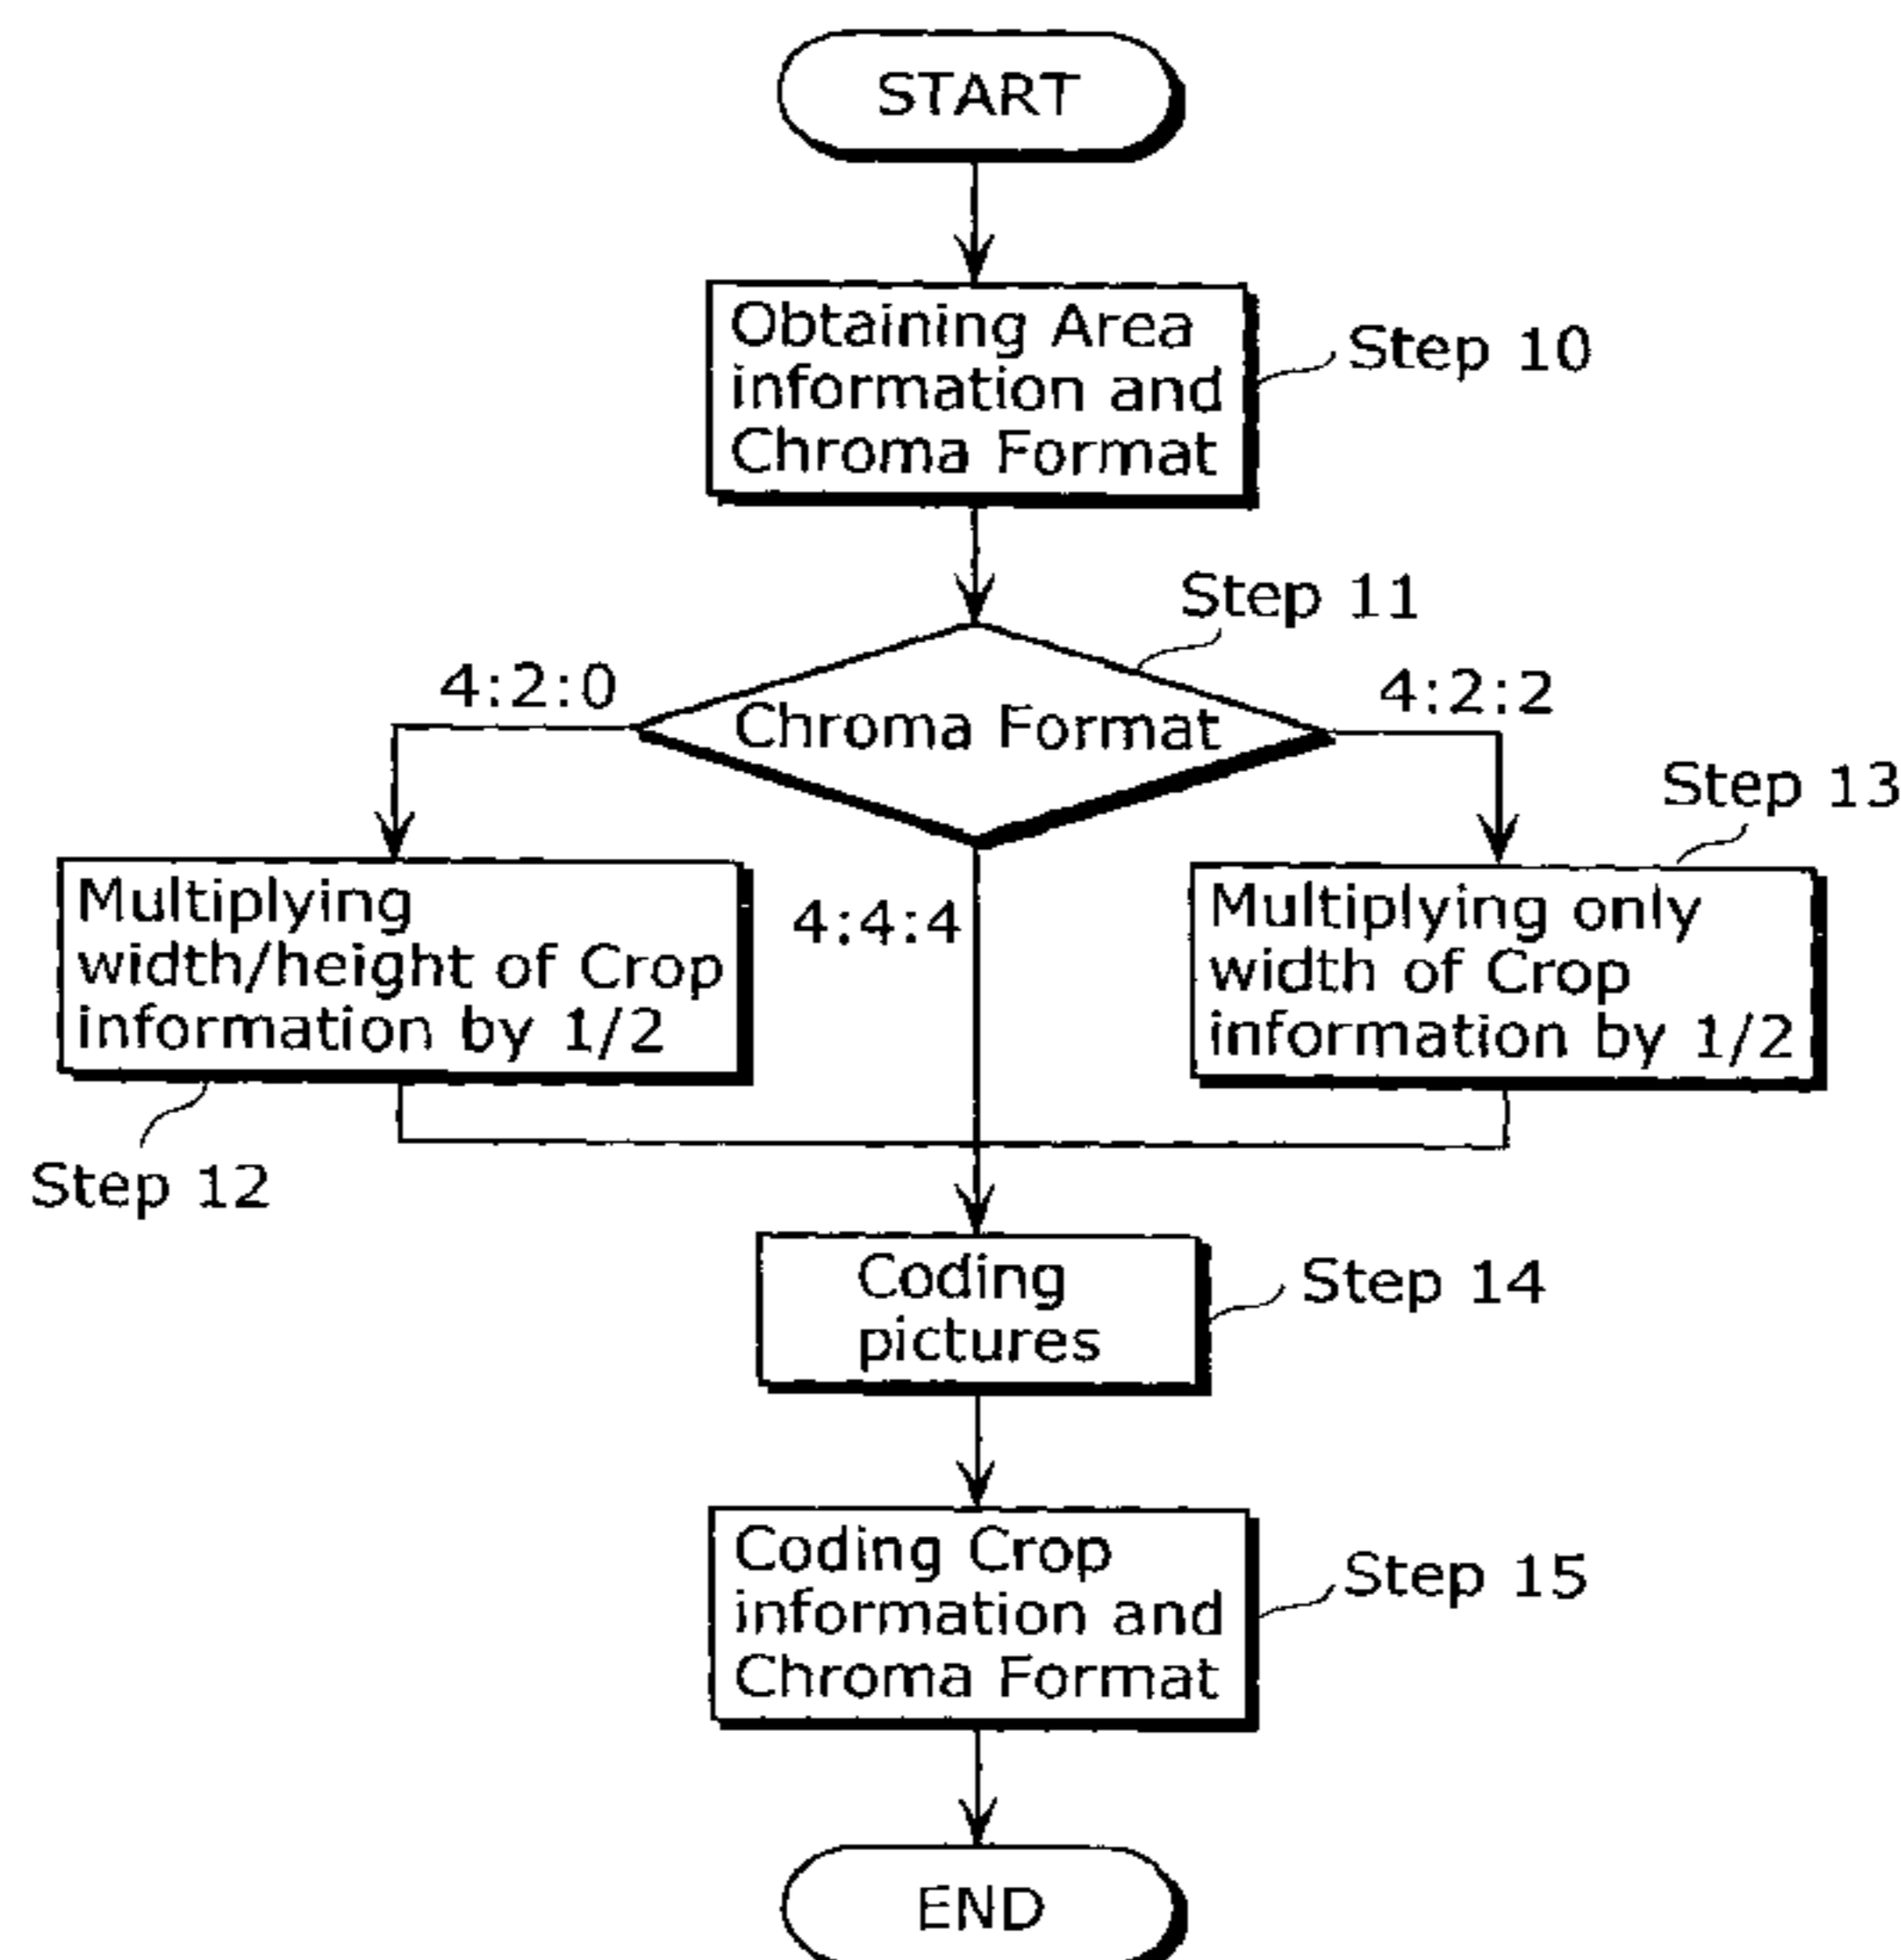 START
Obtaining Area
information and
Chroma Format
Step 10
Step 11
4:2:0
Chroma Format
4:2:2
Step 13
Multiplying
width/height of Crop
information by 1/2
4:4:4
Multiplying only
width of Crop
information by 1/2
Step 12
Coding
pictures
Step 14
Coding Crop
information and
Chroma Format
Step 15
END